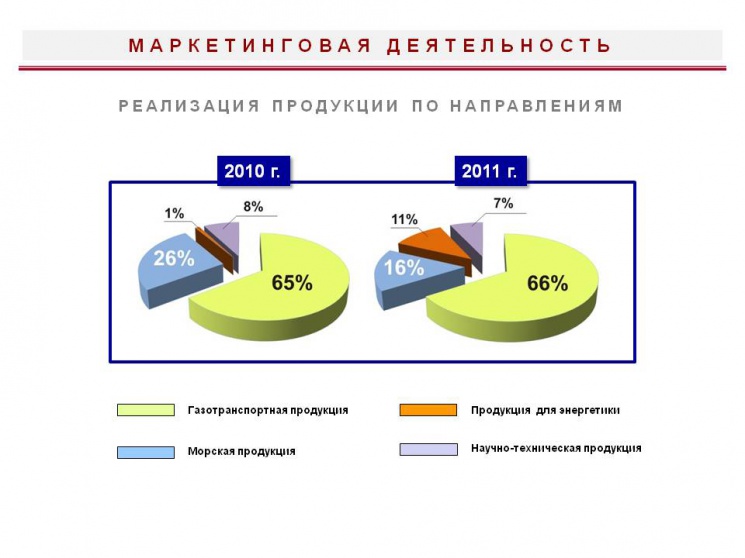 МАРКЕТИНГОВАЯ ДЕЯТЕЛЬНОСТЬ
РЕАЛИЗАЦИЯ ПРОДУКЦИИ ПО НАПРАВЛЕНИЯМ
2010 г.
2011 г.
1%
8%
26%
65%
11%
7%
16%
66%
Газотранспортная продукция
Продукция для энергетики
Морская продукция
Научно-техническая продукция